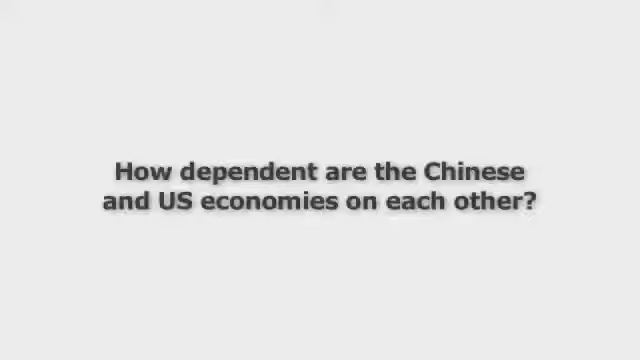 How dependent are the Chinese
and US economies on each other?